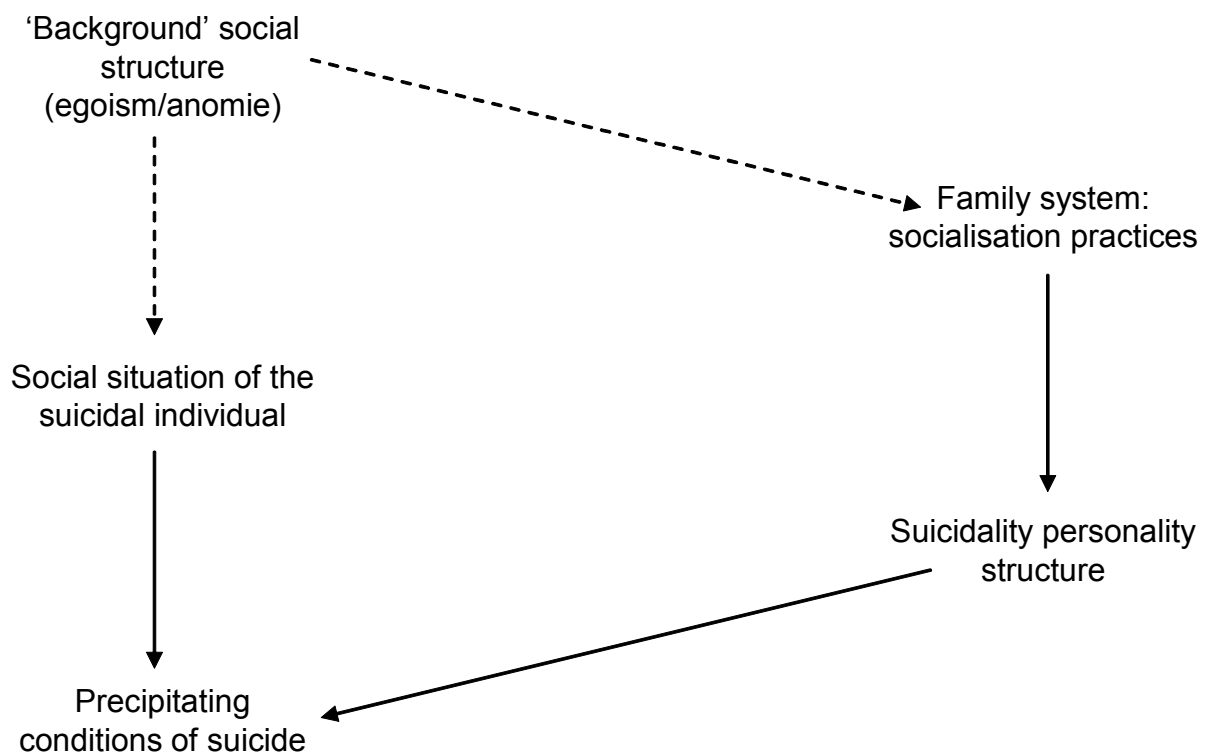 ‘Background’ social
structure
(egoism/anomie)
Family system:
socialisation practices
Social situation of the
suicidal individual
Suicidality personality
structure
Precipitating
conditions of suicide